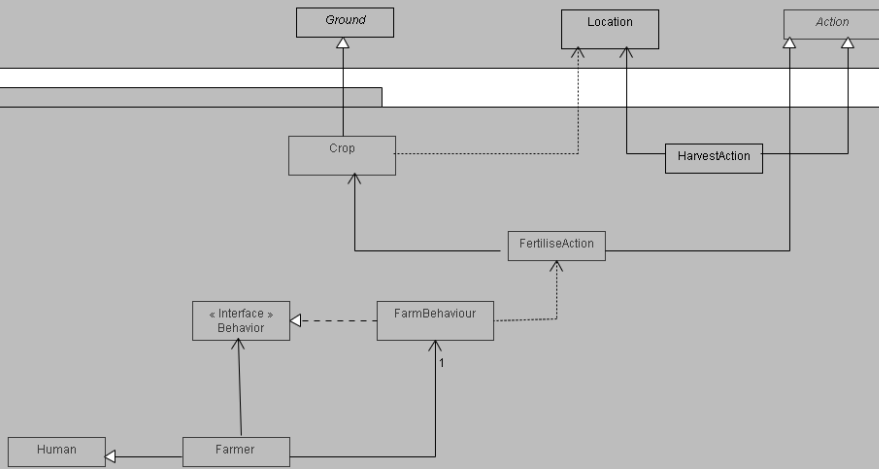 Ground
Location
Action
Crop
HarvestAction
FertiliseAction
« Interface »
Behavior
FarmBehaviour
1
Human
Farmer